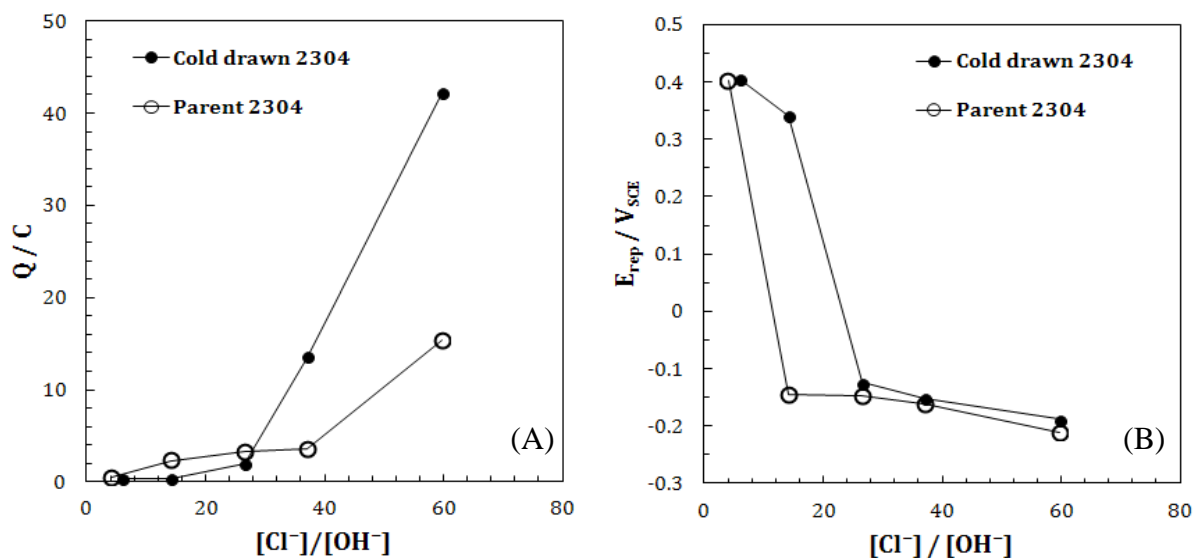 50
40
30
20
10
0
Q / C
Cold drawn 2304
Parent 2304
(A)
0 20 40 60 80
[Cl⁻]/[OH⁻]
0.5
0.4
0.3
0.2
0.1
0
-0.1
-0.2
-0.3
E_rep / V_SCE
Cold drawn 2304
Parent 2304
(B)
0 20 40 60 80
[Cl⁻] / [OH⁻]